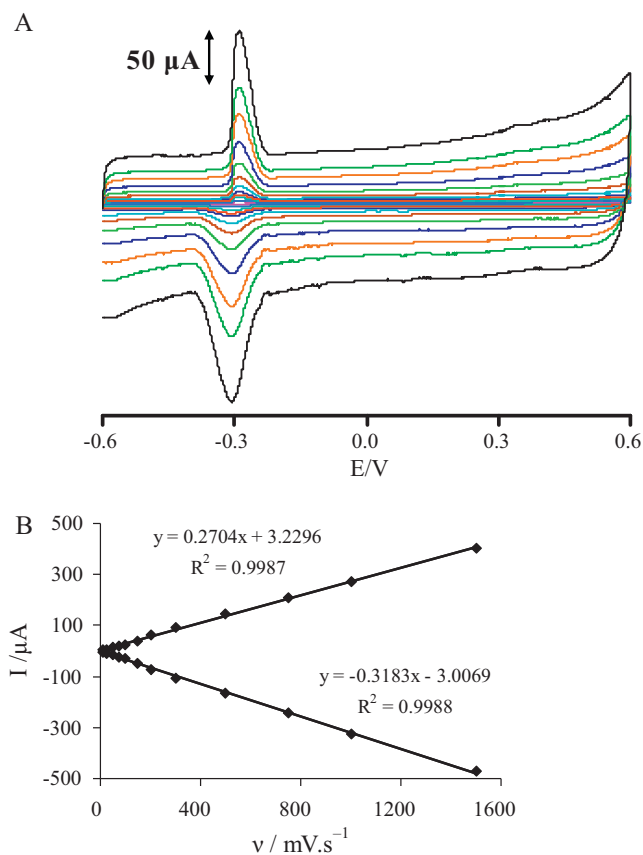 A
50 μA
-0.6 -0.3 0.0 0.3 0.6
E/V
B
500
300
100
-100
-300
-500
I /μA
y = 0.2704x + 3.2296
R² = 0.9987
y = -0.3183x - 3.0069
R² = 0.9988
0 400 800 1200 1600
ν / mV.s⁻¹